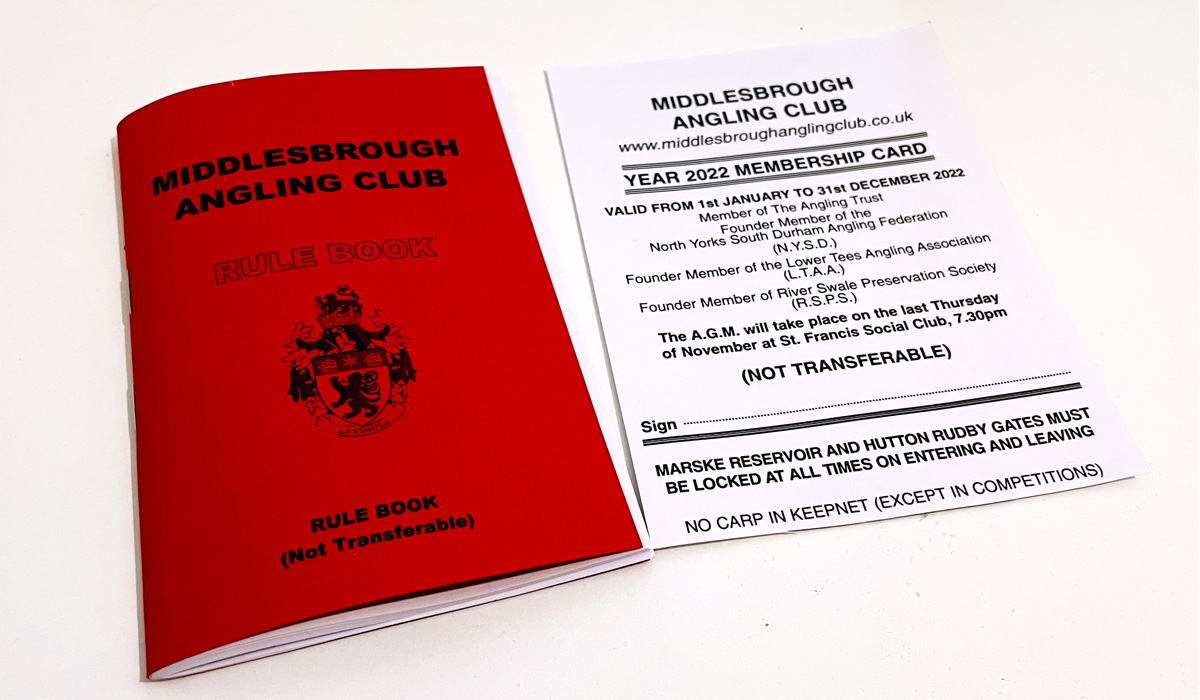 MIDDLESBROUGH
ANGLING CLUB
RULE BOOK
ERIMUS
RULE BOOK
(Not Transferable)
MIDDLESBROUGH
ANGLING CLUB
www.middlesbroughanglingclub.co.uk
YEAR 2022 MEMBERSHIP CARD
VALID FROM 1st JANUARY TO 31st DECEMBER 2022
Member of The Angling Trust
Founder Member of the
North Yorks South Durham Angling Federation
(N.Y.S.D.)
Founder Member of the Lower Tees Angling Association
(L.T.A.A.)
Founder Member of River Swale Preservation Society
(R.S.P.S.)
The A.G.M. will take place on the last Thursday
of November at St. Francis Social Club, 7.30pm
(NOT TRANSFERABLE)
Sign
MARSKE RESERVOIR AND HUTTON RUDBY GATES MUST
BE LOCKED AT ALL TIMES ON ENTERING AND LEAVING
NO CARP IN KEEPNET (EXCEPT IN COMPETITIONS)